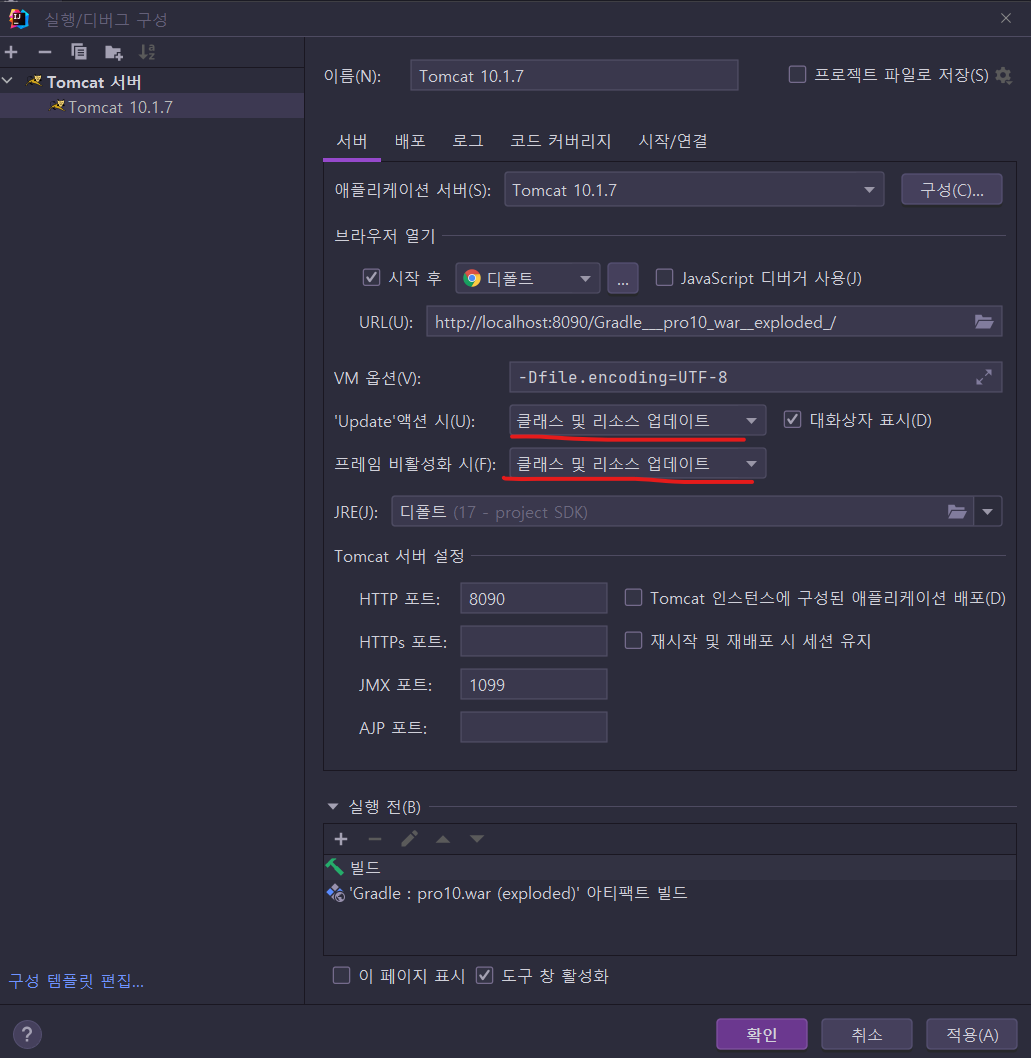 실행/디버그 구성
Tomcat 서버
Tomcat 10.1.7
이름(N): Tomcat 10.1.7 프로젝트 파일로 저장(S)
서버 배포 로그 코드 커버리지 시작/연결
애플리케이션 서버(S): Tomcat 10.1.7 구성(C)...
브라우저 열기
시작 후 디폴트 ... JavaScript 디버거 사용(J)
URL(U): http://localhost:8090/Gradle___pro10_war__exploded_/
VM 옵션(V): -Dfile.encoding=UTF-8
'Update'액션 시(U): 클래스 및 리소스 업데이트 대화상자 표시(D)
프레임 비활성화 시(F): 클래스 및 리소스 업데이트
JRE(J): 디폴트 (17 - project SDK)
Tomcat 서버 설정
HTTP 포트: 8090 Tomcat 인스턴스에 구성된 애플리케이션 배포(D)
HTTPs 포트: 재시작 및 재배포 시 세션 유지
JMX 포트: 1099
AJP 포트:
실행 전(B)
빌드
'Gradle : pro10.war (exploded)' 아티팩트 빌드
이 페이지 표시 도구 창 활성화
구성 템플릿 편집...
? 확인 취소 적용(A)